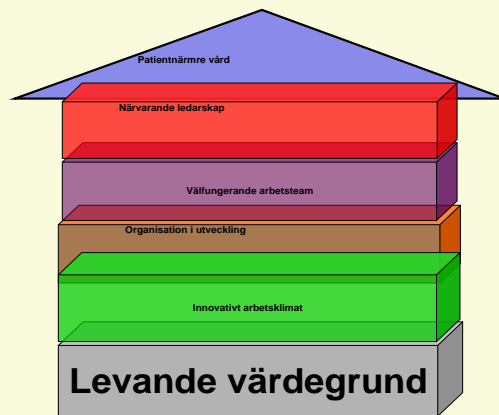 Patientnärmre vård
Närvarande ledarskap
Välfungerande arbetsteam
Organisation i utveckling
Innovativt arbetsklimat
Levande värdegrund